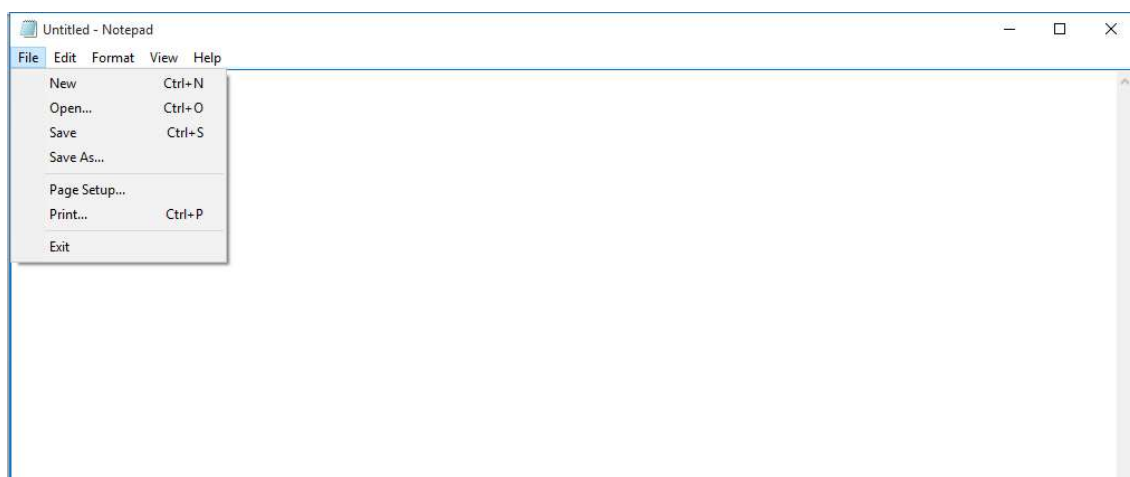 Untitled - Notepad
File Edit Format View Help
New Ctrl+N
Open... Ctrl+O
Save Ctrl+S
Save As...
Page Setup...
Print... Ctrl+P
Exit